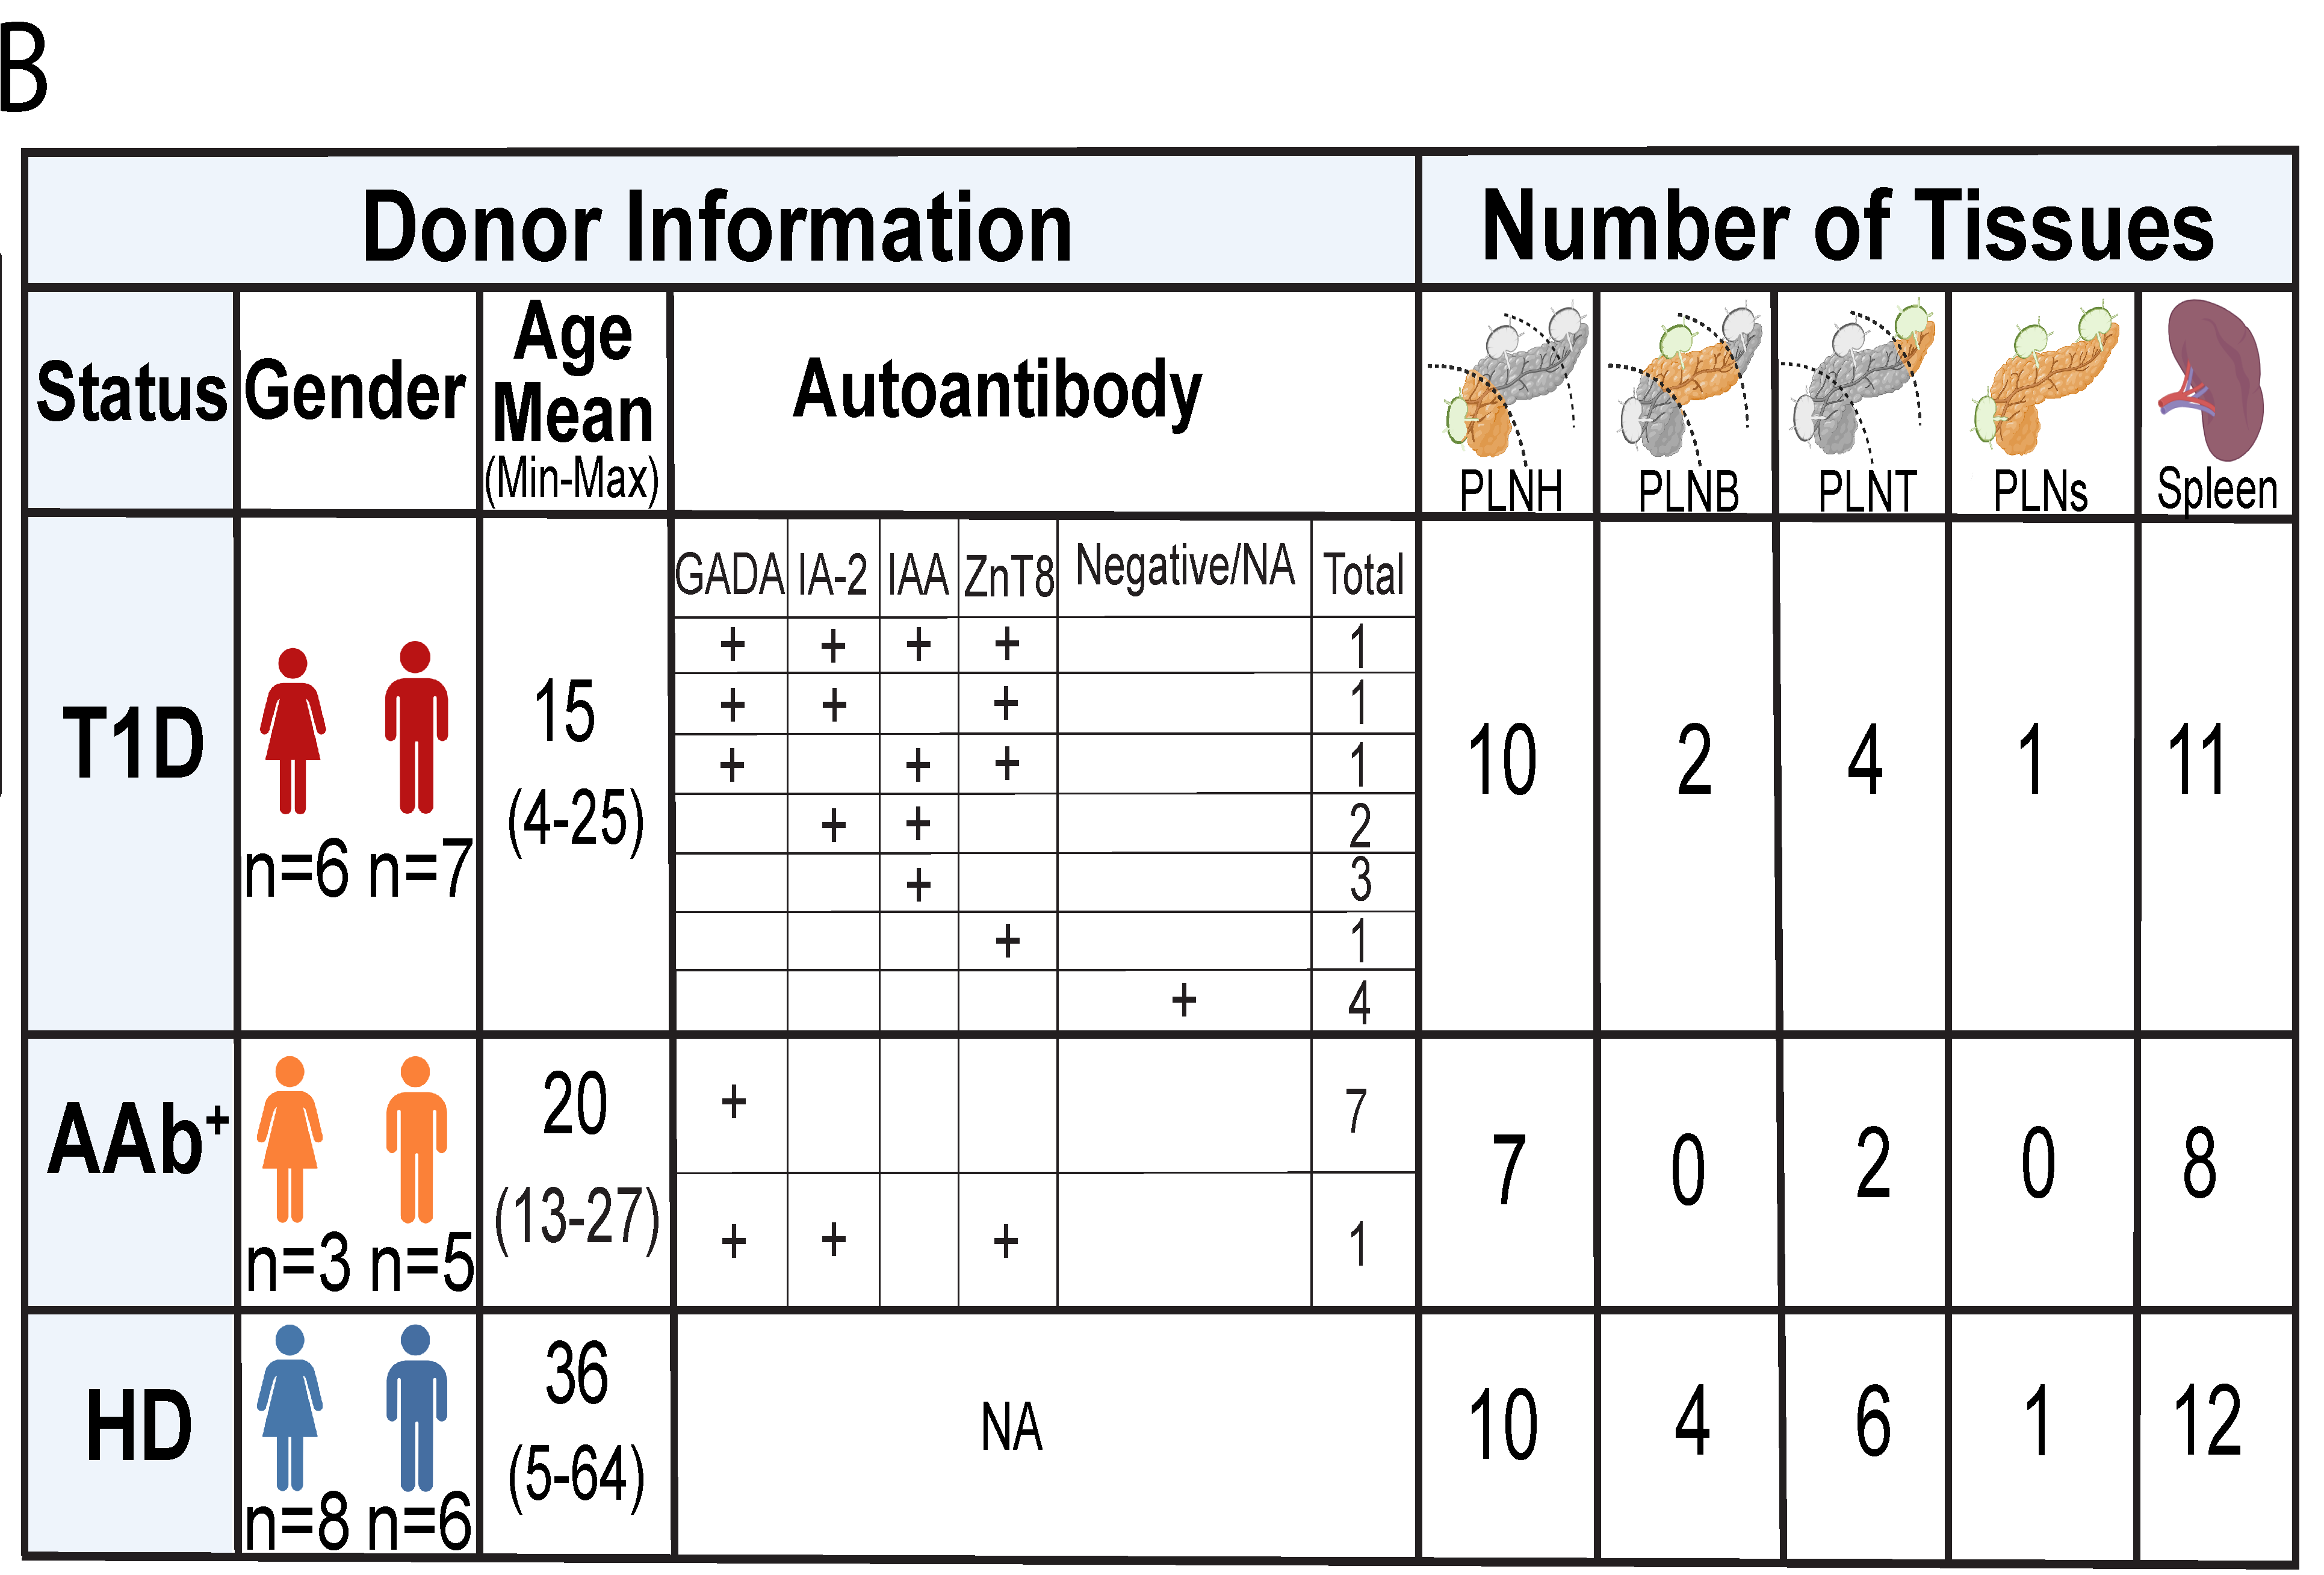 B
Donor Information Number of Tissues
Status Gender Age Mean (Min-Max) Autoantibody PLNH PLNB PLNT PLNs Spleen
GADA IA-2 IAA ZnT8 Negative/NA Total
+ + + + 1
+ + + 1
+ + + 1
+ + 2
+ 3
+ 1
+ 4
T1D n=6 n=7 15 (4-25) 10 2 4 1 11
+ 7
+ + + 1
AAb⁺ n=3 n=5 20 (13-27) 7 0 2 0 8
HD n=8 n=6 36 (5-64) NA 10 4 6 1 12